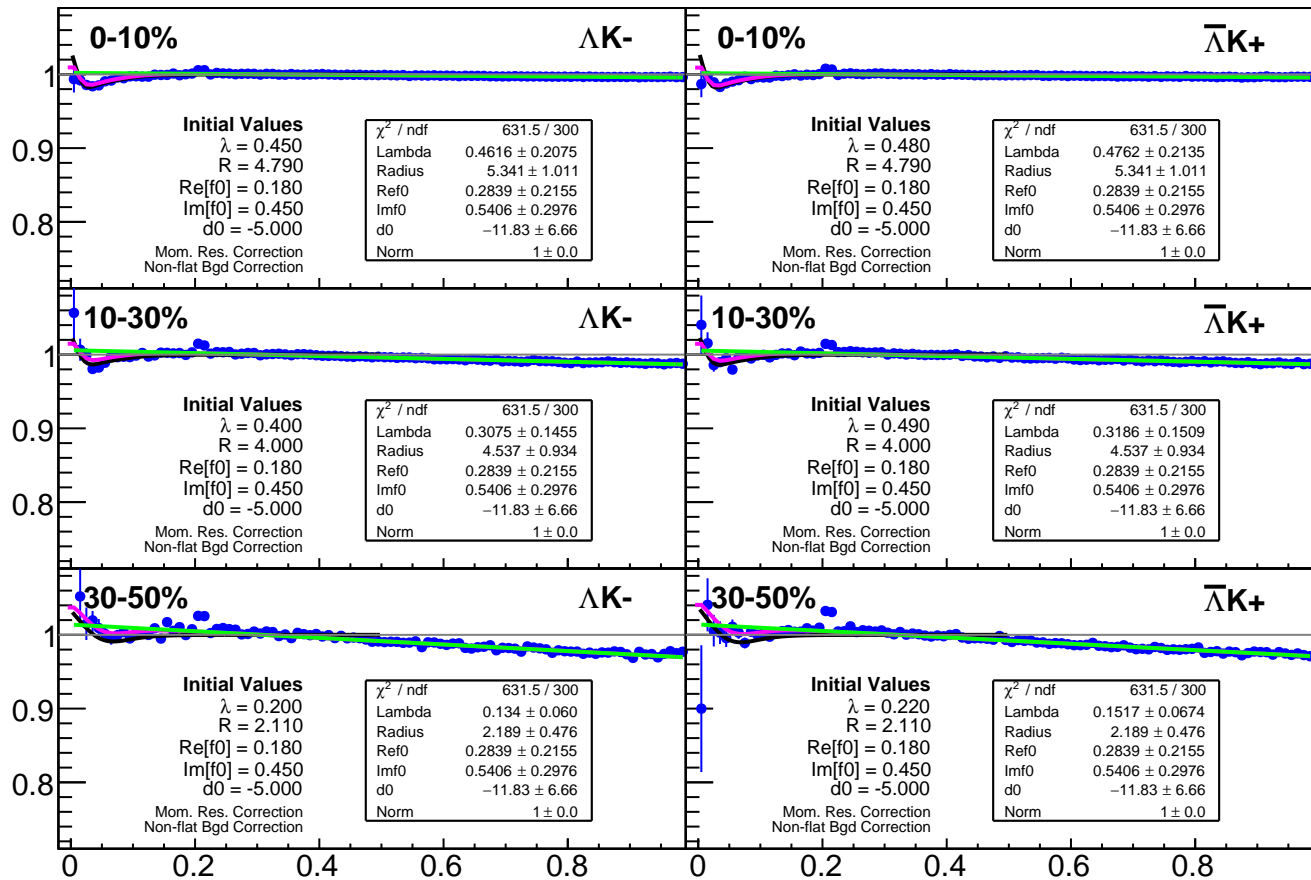 0-10%
ΛK-
1
0.9
0.8
Initial Values
λ = 0.450
R = 4.790
Re[f0] = 0.180
Im[f0] = 0.450
d0 = -5.000
Mom. Res. Correction
Non-flat Bgd Correction
χ² / ndf 631.5 / 300
Lambda 0.4616 ± 0.2075
Radius 5.341 ± 1.011
Ref0 0.2839 ± 0.2155
Imf0 0.5406 ± 0.2976
d0 −11.83 ± 6.66
Norm 1 ± 0.0
0-10%
Λ̅K+
Initial Values
λ = 0.480
R = 4.790
Re[f0] = 0.180
Im[f0] = 0.450
d0 = -5.000
Mom. Res. Correction
Non-flat Bgd Correction
χ² / ndf 631.5 / 300
Lambda 0.4762 ± 0.2135
Radius 5.341 ± 1.011
Ref0 0.2839 ± 0.2155
Imf0 0.5406 ± 0.2976
d0 −11.83 ± 6.66
Norm 1 ± 0.0
10-30%
ΛK-
1
0.9
0.8
Initial Values
λ = 0.400
R = 4.000
Re[f0] = 0.180
Im[f0] = 0.450
d0 = -5.000
Mom. Res. Correction
Non-flat Bgd Correction
χ² / ndf 631.5 / 300
Lambda 0.3075 ± 0.1455
Radius 4.537 ± 0.934
Ref0 0.2839 ± 0.2155
Imf0 0.5406 ± 0.2976
d0 −11.83 ± 6.66
Norm 1 ± 0.0
10-30%
Λ̅K+
Initial Values
λ = 0.490
R = 4.000
Re[f0] = 0.180
Im[f0] = 0.450
d0 = -5.000
Mom. Res. Correction
Non-flat Bgd Correction
χ² / ndf 631.5 / 300
Lambda 0.3186 ± 0.1509
Radius 4.537 ± 0.934
Ref0 0.2839 ± 0.2155
Imf0 0.5406 ± 0.2976
d0 −11.83 ± 6.66
Norm 1 ± 0.0
30-50%
ΛK-
1
0.9
0.8
Initial Values
λ = 0.200
R = 2.110
Re[f0] = 0.180
Im[f0] = 0.450
d0 = -5.000
Mom. Res. Correction
Non-flat Bgd Correction
χ² / ndf 631.5 / 300
Lambda 0.134 ± 0.060
Radius 2.189 ± 0.476
Ref0 0.2839 ± 0.2155
Imf0 0.5406 ± 0.2976
d0 −11.83 ± 6.66
Norm 1 ± 0.0
30-50%
Λ̅K+
Initial Values
λ = 0.220
R = 2.110
Re[f0] = 0.180
Im[f0] = 0.450
d0 = -5.000
Mom. Res. Correction
Non-flat Bgd Correction
χ² / ndf 631.5 / 300
Lambda 0.1517 ± 0.0674
Radius 2.189 ± 0.476
Ref0 0.2839 ± 0.2155
Imf0 0.5406 ± 0.2976
d0 −11.83 ± 6.66
Norm 1 ± 0.0
0 0.2 0.4 0.6 0.8 0 0.2 0.4 0.6 0.8